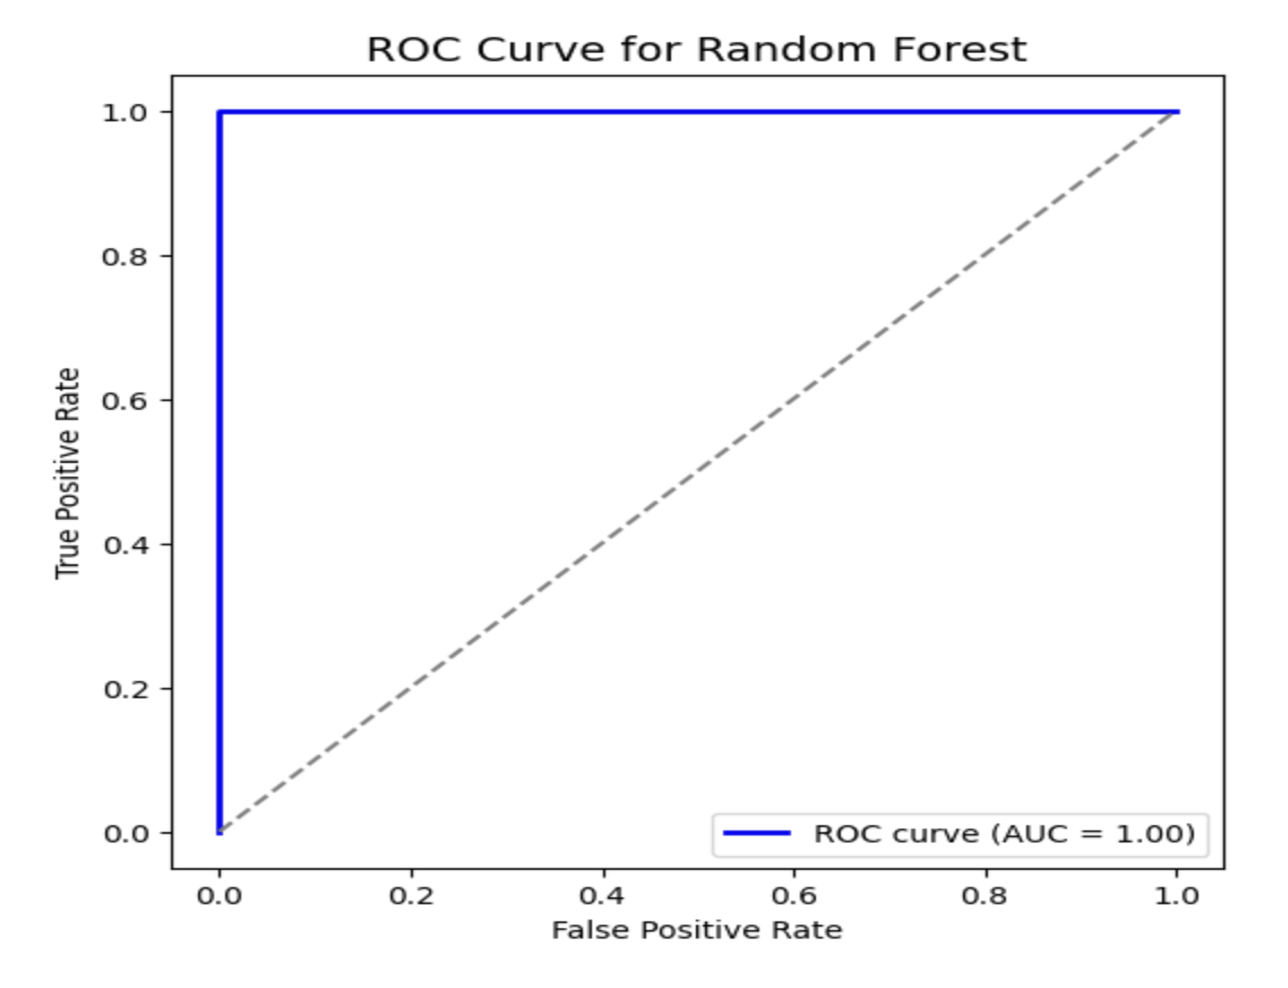 ROC Curve for Random Forest
1.0
0.8
0.6
0.4
0.2
0.0
True Positive Rate
ROC curve (AUC = 1.00)
0.0 0.2 0.4 0.6 0.8 1.0
False Positive Rate